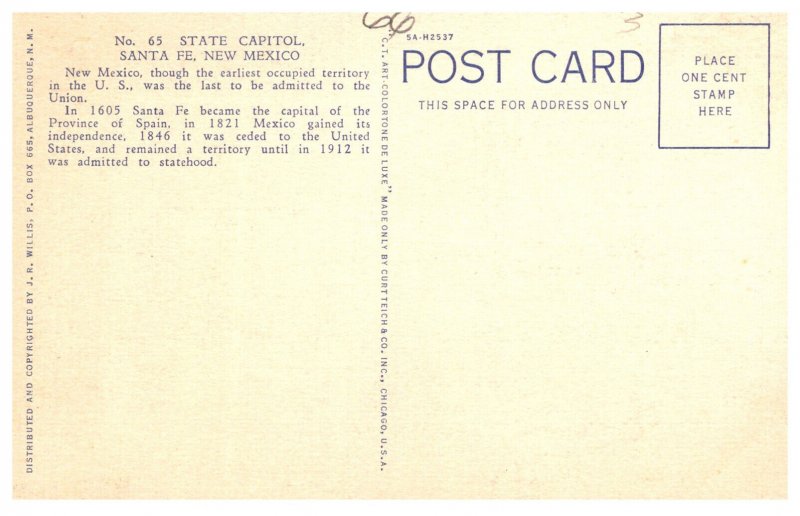 DISTRIBUTED AND COPYRIGHTED BY J. R. WILLIS, P. O. BOX 665, ALBUQUERQUE, N. M.
No. 65 STATE CAPITOL,
SANTA FE, NEW MEXICO
New Mexico, though the earliest occupied territory
in the U. S., was the last to be admitted to the
Union.
In 1605 Santa Fe became the capital of the
Province of Spain, in 1821 Mexico gained its
independence, 1846 it was ceded to the United
States, and remained a territory until in 1912 it
was admitted to statehood.
66
C. T. ART-COLORTONE DE LUXE" MADE ONLY BY CURT TEICH & CO. INC., CHICAGO, U.S.A.
5A-H2537
3
POST CARD
THIS SPACE FOR ADDRESS ONLY
PLACE
ONE CENT
STAMP
HERE